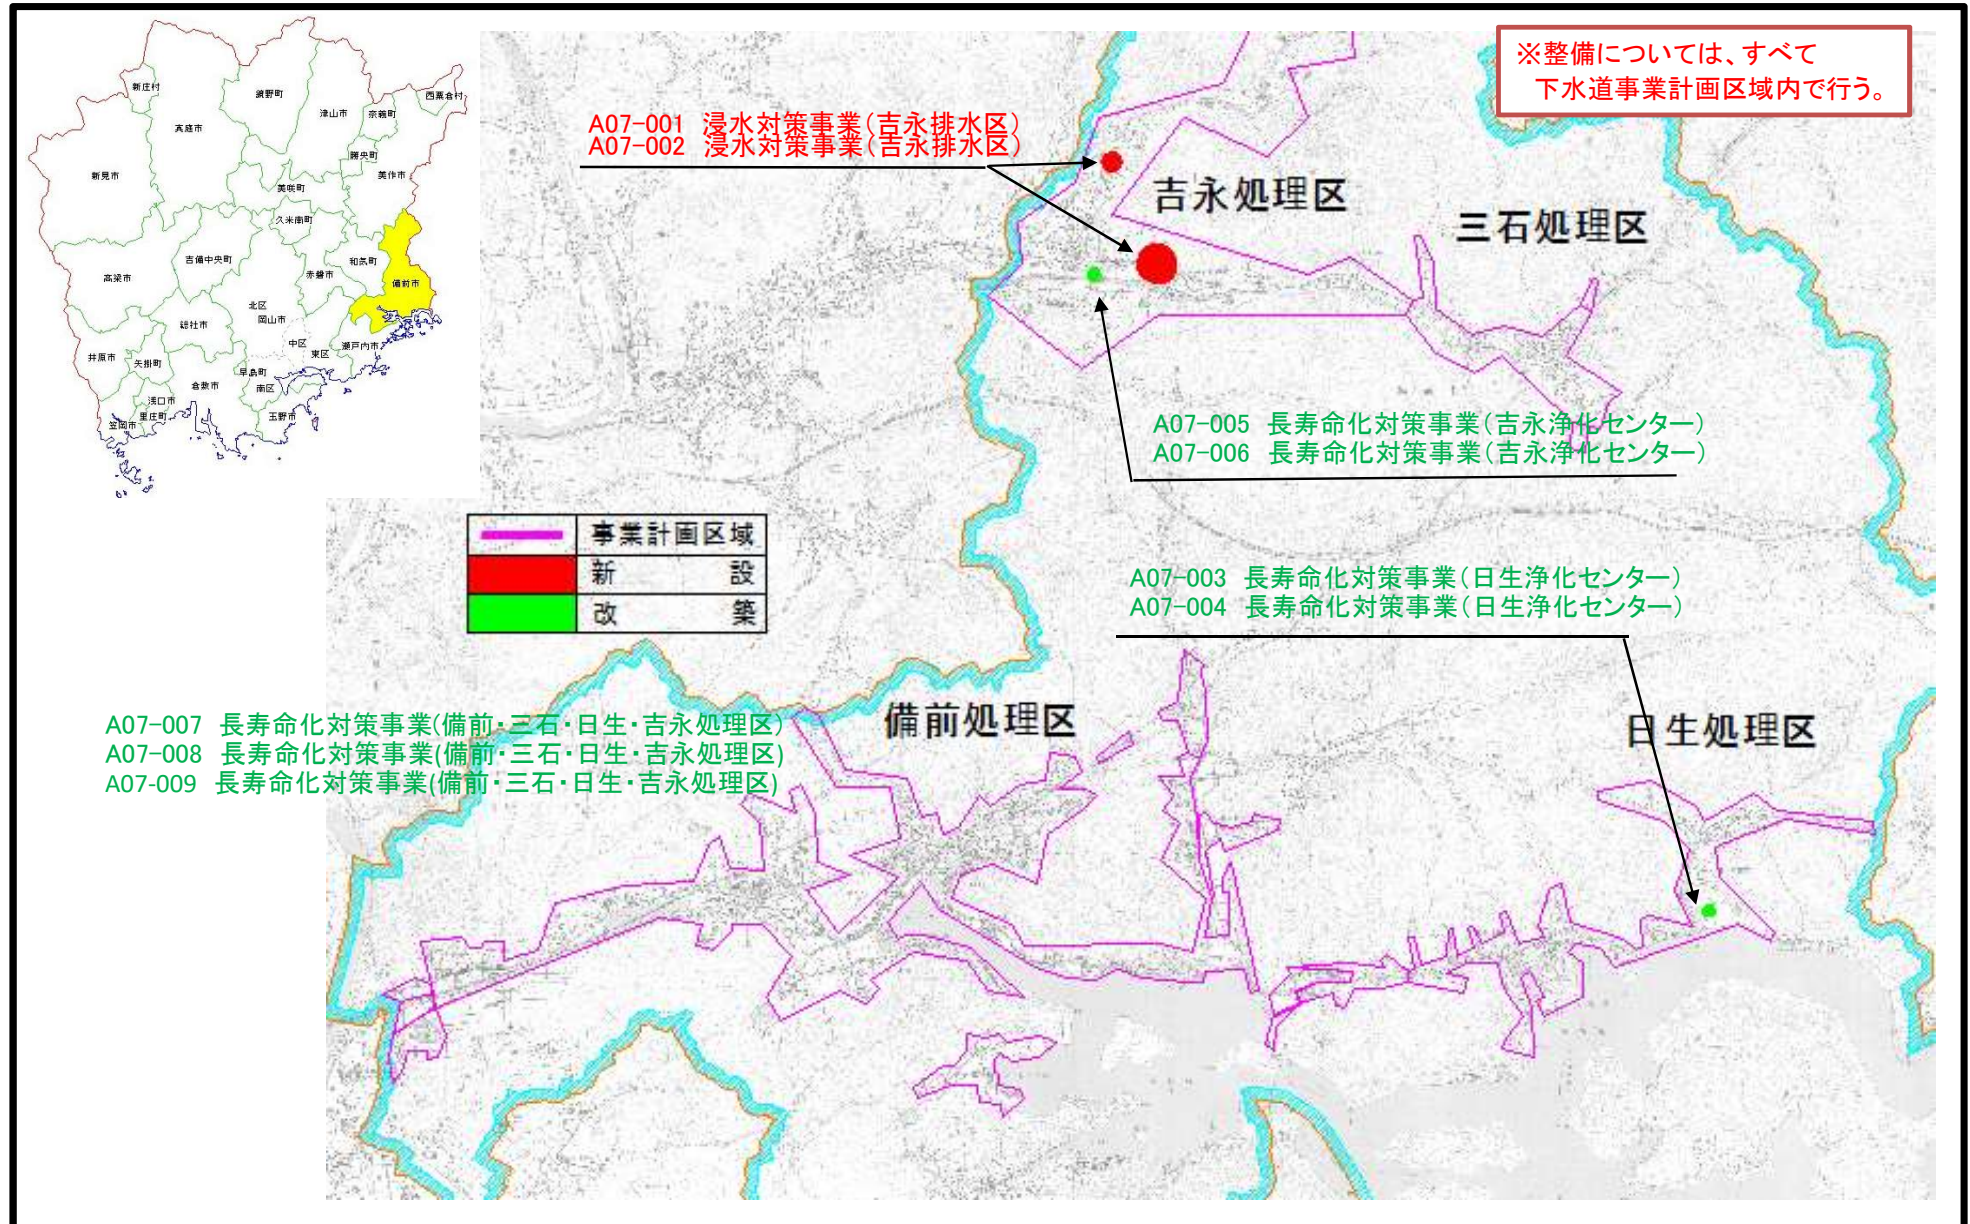 ※整備については、すべて
下水道事業計画区域内で行う。
新庄村
真庭市
鏡野町
津山市
奈義町
西粟倉村
勝央町
美作市
新見市
美咲町
久米南町
高梁市
吉備中央町
赤磐市
和気町
備前市
北区
岡山市
総社市
中区
東区
瀬戸内市
井原市
矢掛町
早島町
倉敷市
南区
浅口市
里庄町
笠岡市
玉野市
A07-001 浸水対策事業(吉永排水区)
A07-002 浸水対策事業(吉永排水区)
吉永処理区
三石処理区
A07-005 長寿命化対策事業(吉永浄化センター)
A07-006 長寿命化対策事業(吉永浄化センター)
事業計画区域
新 設
改 築
A07-003 長寿命化対策事業(日生浄化センター)
A07-004 長寿命化対策事業(日生浄化センター)
備前処理区
日生処理区
A07-007 長寿命化対策事業(備前・三石・日生・吉永処理区)
A07-008 長寿命化対策事業(備前・三石・日生・吉永処理区)
A07-009 長寿命化対策事業(備前・三石・日生・吉永処理区)